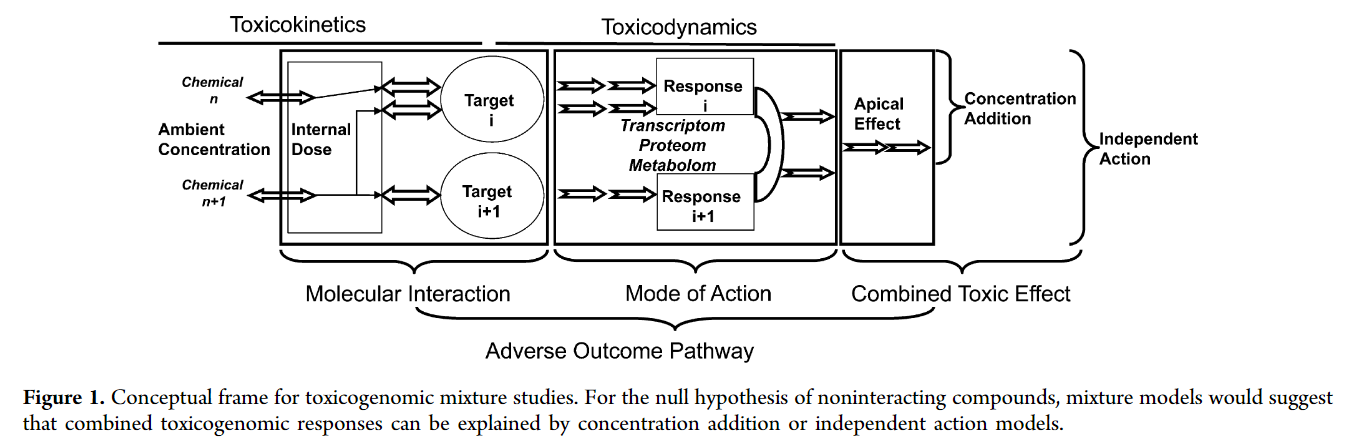 Toxicokinetics
Toxicodynamics
Chemical
n
Ambient
Concentration
Chemical
n+1
Internal
Dose
Target
i
Target
i+1
Response
i
Transcriptom
Proteom
Metabolom
Response
i+1
Apical
Effect
Concentration
Addition
Independent
Action
Molecular Interaction
Mode of Action
Combined Toxic Effect
Adverse Outcome Pathway
Figure 1. Conceptual frame for toxicogenomic mixture studies. For the null hypothesis of noninteracting compounds, mixture models would suggest
that combined toxicogenomic responses can be explained by concentration addition or independent action models.